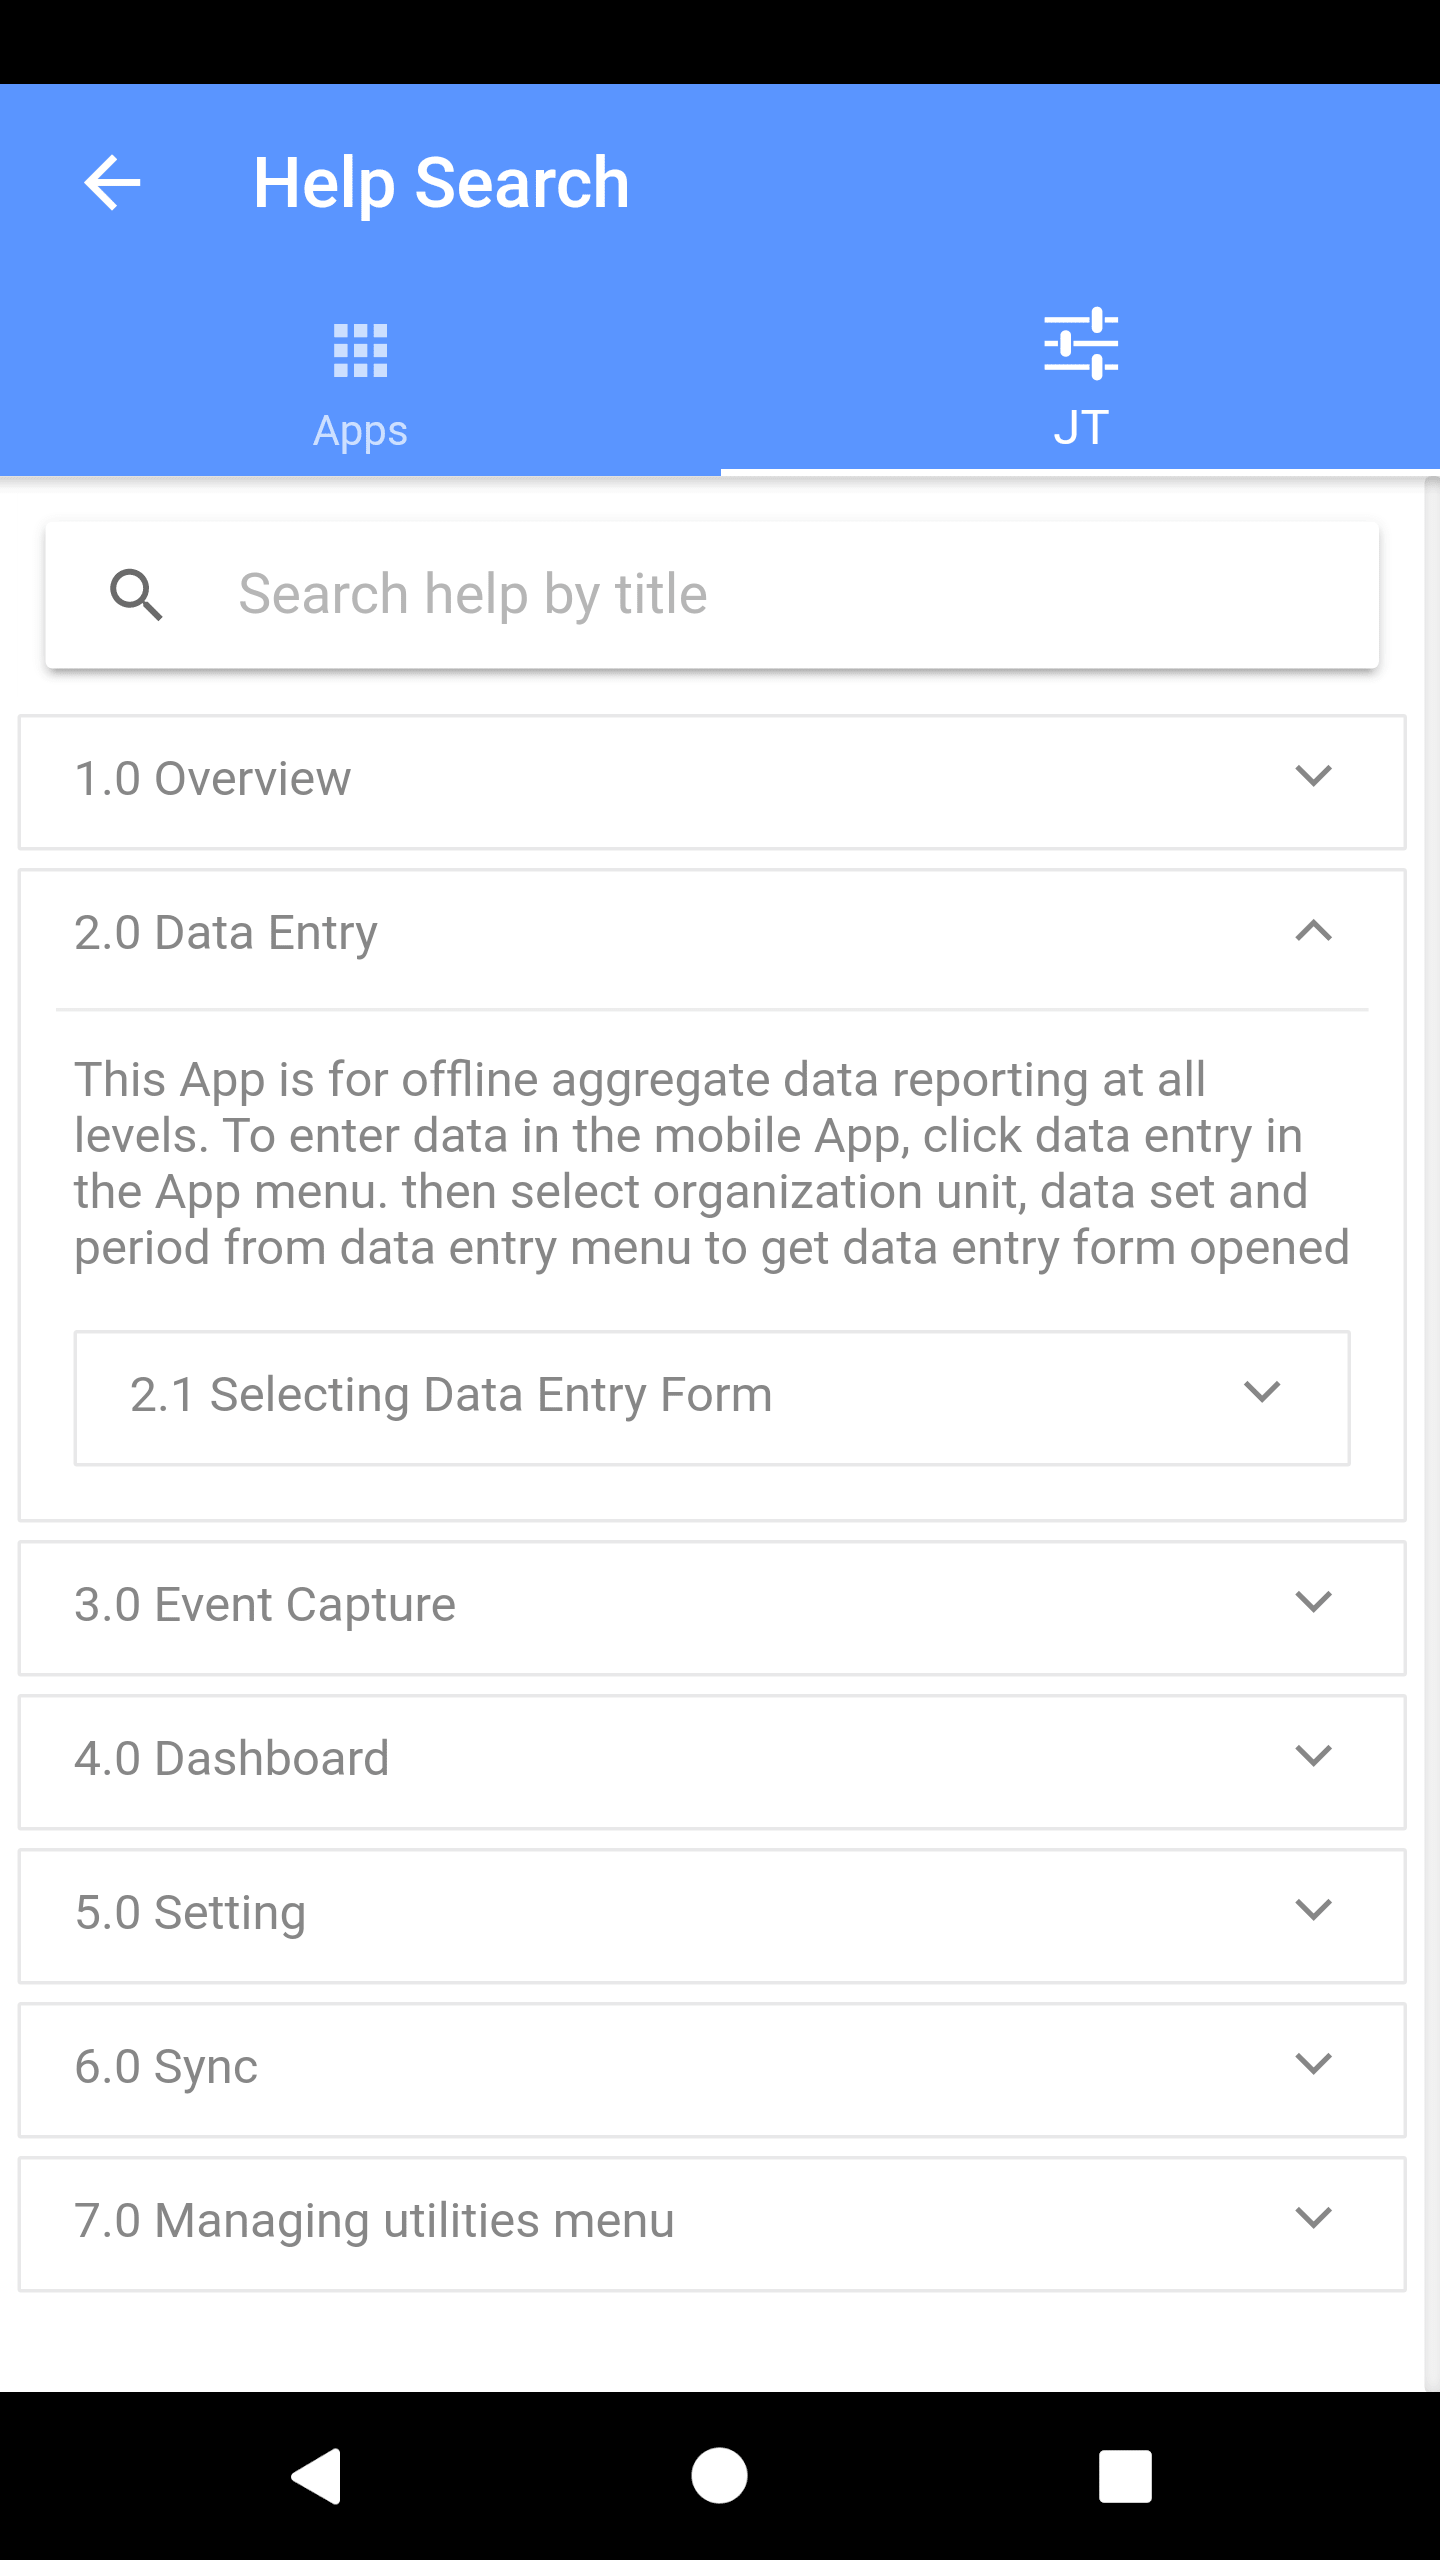 Help Search
Apps
JT
Search help by title
1.0 Overview
2.0 Data Entry
This App is for offline aggregate data reporting at all
levels. To enter data in the mobile App, click data entry in
the App menu. then select organization unit, data set and
period from data entry menu to get data entry form opened
2.1 Selecting Data Entry Form
3.0 Event Capture
4.0 Dashboard
5.0 Setting
6.0 Sync
7.0 Managing utilities menu